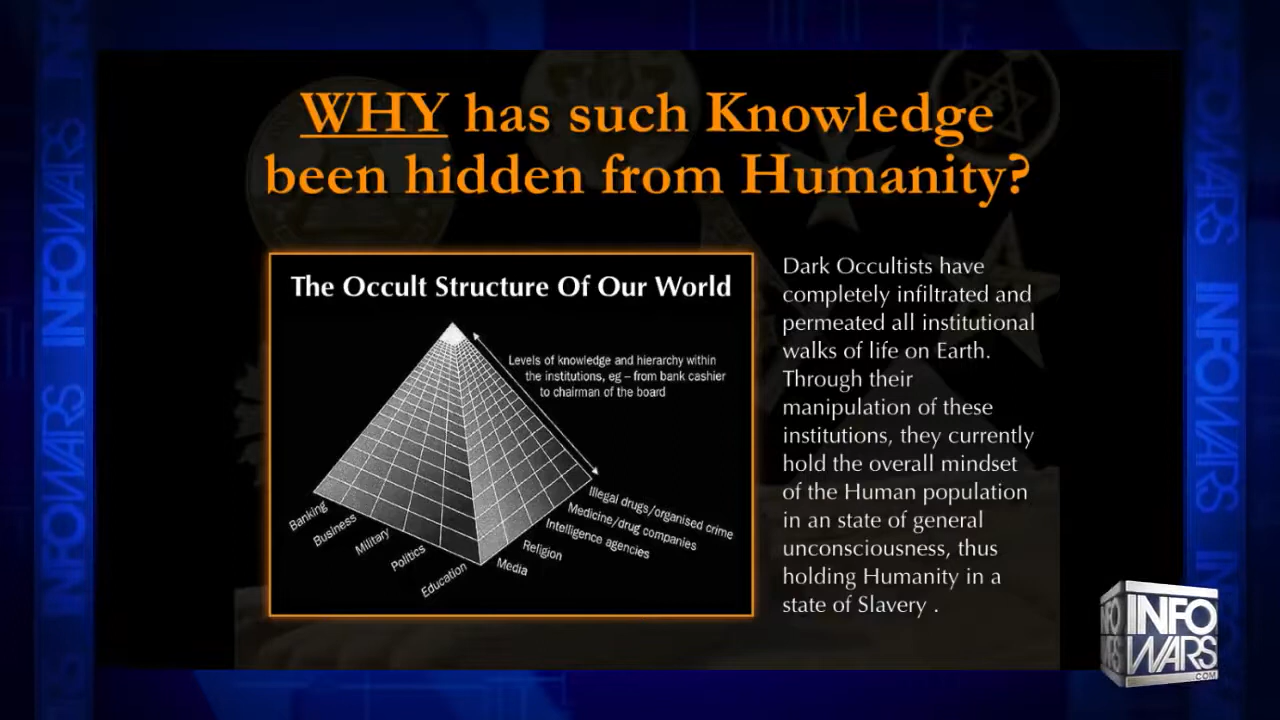 WHY has such Knowledge
been hidden from Humanity?
The Occult Structure Of Our World
Levels of knowledge and hierarchy within
the institutions, eg – from bank cashier
to chairman of the board
Banking
Business
Military
Politics
Education
Media
Religion
Intelligence agencies
Medicine/drug companies
Illegal drugs/organised crime
Dark Occultists have
completely infiltrated and
permeated all institutional
walks of life on Earth.
Through their
manipulation of these
institutions, they currently
hold the overall mindset
of the Human population
in an state of general
unconsciousness, thus
holding Humanity in a
state of Slavery .
INFOWARS
INFOWARS
INFOWARS
INFOWARS
INFO
WARS
.COM